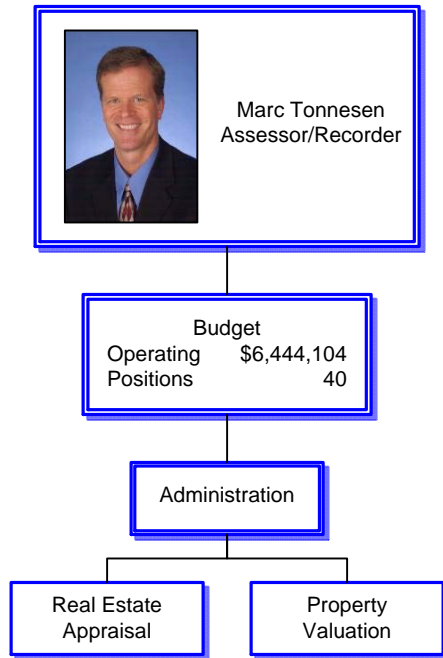 Marc Tonnesen
Assessor/Recorder
Budget
Operating $6,444,104
Positions 40
Administration
Real Estate
Appraisal
Property
Valuation